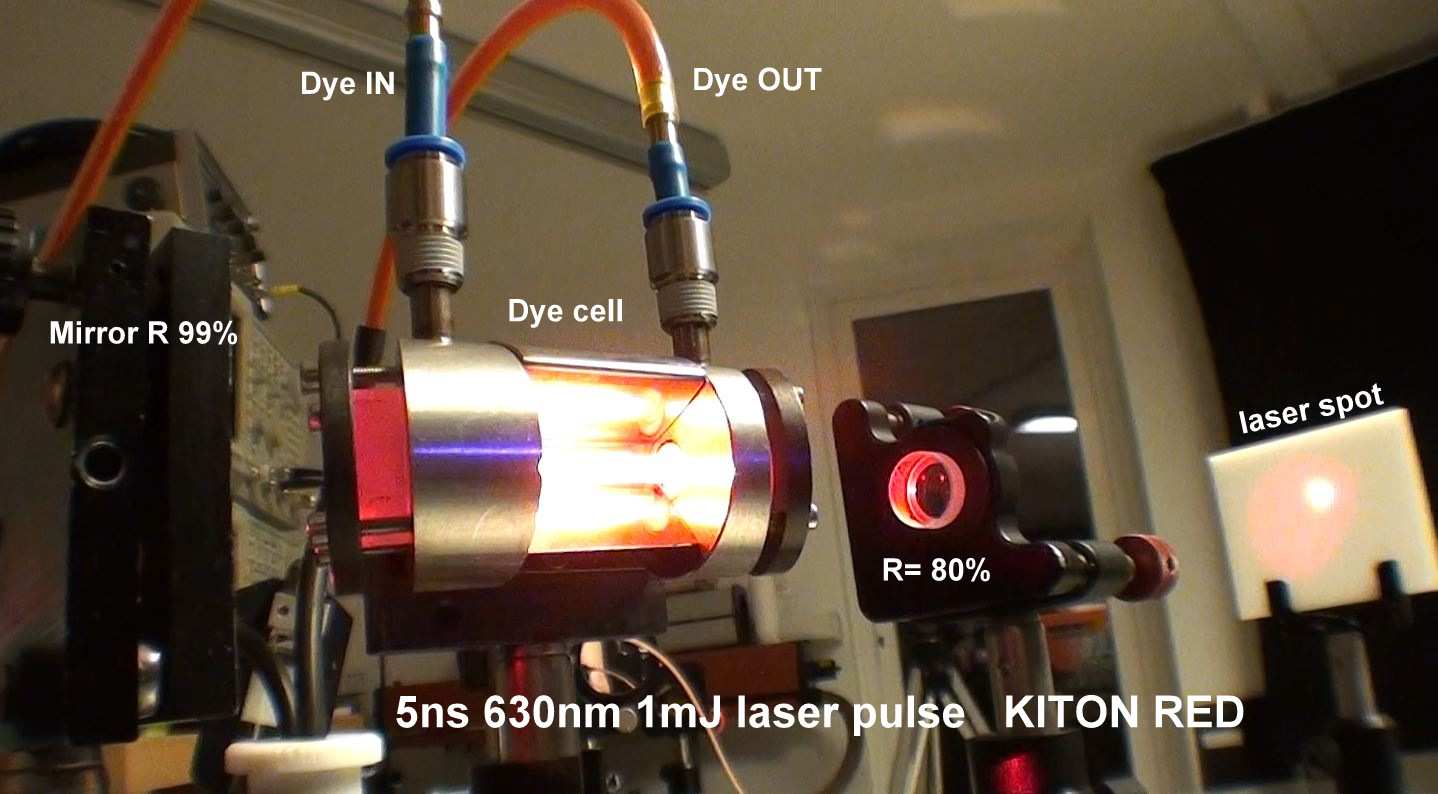 Dye IN
Dye OUT
Dye cell
Mirror R 99%
laser spot
R= 80%
5ns 630nm 1mJ laser pulse KITON RED